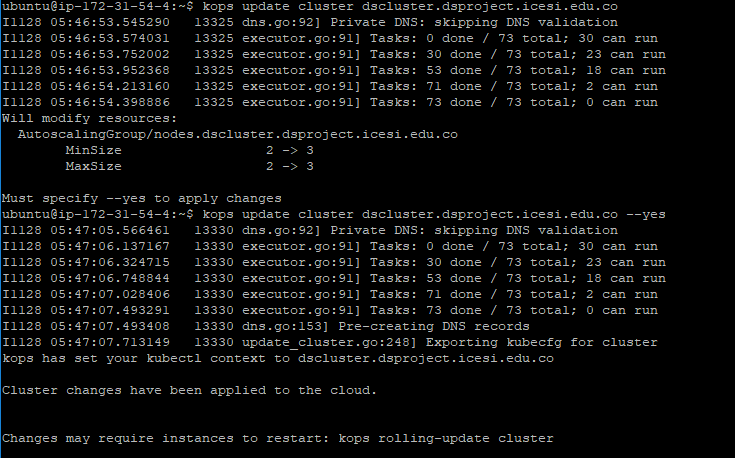 ubuntu@ip-172-31-54-4:~$ kops update cluster dscluster.dsproject.icesi.edu.co
I1128 05:46:53.545290   13325 dns.go:92] Private DNS: skipping DNS validation
I1128 05:46:53.574031   13325 executor.go:91] Tasks: 0 done / 73 total; 30 can run
I1128 05:46:53.752002   13325 executor.go:91] Tasks: 30 done / 73 total; 23 can run
I1128 05:46:53.952368   13325 executor.go:91] Tasks: 53 done / 73 total; 18 can run
I1128 05:46:54.213160   13325 executor.go:91] Tasks: 71 done / 73 total; 2 can run
I1128 05:46:54.398886   13325 executor.go:91] Tasks: 73 done / 73 total; 0 can run
Will modify resources:
  AutoscalingGroup/nodes.dscluster.dsproject.icesi.edu.co
        MinSize                  2 -> 3
        MaxSize                  2 -> 3
Must specify --yes to apply changes
ubuntu@ip-172-31-54-4:~$ kops update cluster dscluster.dsproject.icesi.edu.co --yes
I1128 05:47:05.566461   13330 dns.go:92] Private DNS: skipping DNS validation
I1128 05:47:06.137167   13330 executor.go:91] Tasks: 0 done / 73 total; 30 can run
I1128 05:47:06.324715   13330 executor.go:91] Tasks: 30 done / 73 total; 23 can run
I1128 05:47:06.748844   13330 executor.go:91] Tasks: 53 done / 73 total; 18 can run
I1128 05:47:07.028406   13330 executor.go:91] Tasks: 71 done / 73 total; 2 can run
I1128 05:47:07.493291   13330 executor.go:91] Tasks: 73 done / 73 total; 0 can run
I1128 05:47:07.493408   13330 dns.go:153] Pre-creating DNS records
I1128 05:47:07.713149   13330 update_cluster.go:248] Exporting kubecfg for cluster
kops has set your kubectl context to dscluster.dsproject.icesi.edu.co
Cluster changes have been applied to the cloud.
Changes may require instances to restart: kops rolling-update cluster